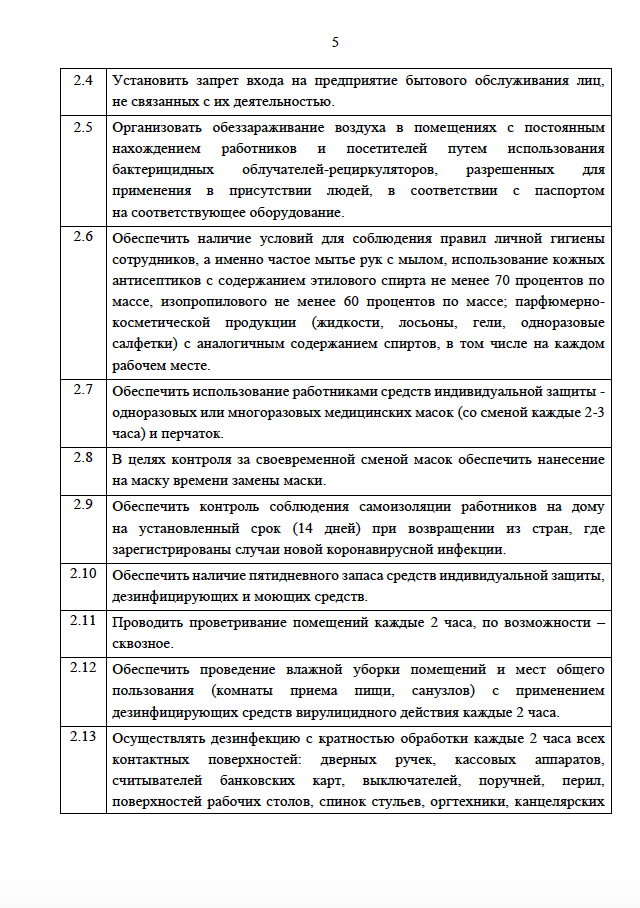 5
2.4 Установить запрет входа на предприятие бытового обслуживания лиц,
не связанных с их деятельностью.
2.5 Организовать обеззараживание воздуха в помещениях с постоянным
нахождением работников и посетителей путем использования
бактерицидных облучателей-рециркуляторов, разрешенных для
применения в присутствии людей, в соответствии с паспортом
на соответствующее оборудование.
2.6 Обеспечить наличие условий для соблюдения правил личной гигиены
сотрудников, а именно частое мытье рук с мылом, использование кожных
антисептиков с содержанием этилового спирта не менее 70 процентов по
массе, изопропилового не менее 60 процентов по массе; парфюмерно-
косметической продукции (жидкости, лосьоны, гели, одноразовые
салфетки) с аналогичным содержанием спиртов, в том числе на каждом
рабочем месте.
2.7 Обеспечить использование работниками средств индивидуальной защиты -
одноразовых или многоразовых медицинских масок (со сменой каждые 2-3
часа) и перчаток.
2.8 В целях контроля за своевременной сменой масок обеспечить нанесение
на маску времени замены маски.
2.9 Обеспечить контроль соблюдения самоизоляции работников на дому
на установленный срок (14 дней) при возвращении из стран, где
зарегистрированы случаи новой коронавирусной инфекции.
2.10 Обеспечить наличие пятидневного запаса средств индивидуальной защиты,
дезинфицирующих и моющих средств.
2.11 Проводить проветривание помещений каждые 2 часа, по возможности –
сквозное.
2.12 Обеспечить проведение влажной уборки помещений и мест общего
пользования (комнаты приема пищи, санузлов) с применением
дезинфицирующих средств вирулицидного действия каждые 2 часа.
2.13 Осуществлять дезинфекцию с кратностью обработки каждые 2 часа всех
контактных поверхностей: дверных ручек, кассовых аппаратов,
считывателей банковских карт, выключателей, поручней, перил,
поверхностей рабочих столов, спинок стульев, оргтехники, канцелярских